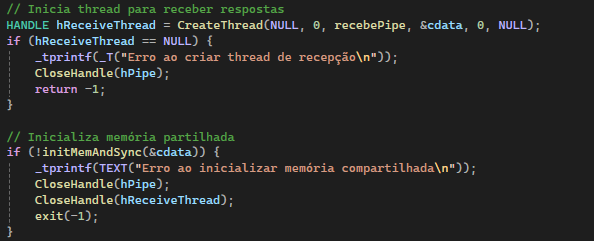 // Inicia thread para receber respostas
HANDLE hReceiveThread = CreateThread(NULL, 0, recebePipe, &cdata, 0, NULL);
if (hReceiveThread == NULL) {
    _tprintf(_T("Erro ao criar thread de recepção\n"));
    CloseHandle(hPipe);
    return -1;
}

// Inicializa memória partilhada
if (!initMemAndSync(&cdata)) {
    _tprintf(TEXT("Erro ao inicializar memória compartilhada\n"));
    CloseHandle(hPipe);
    CloseHandle(hReceiveThread);
    exit(-1);
}